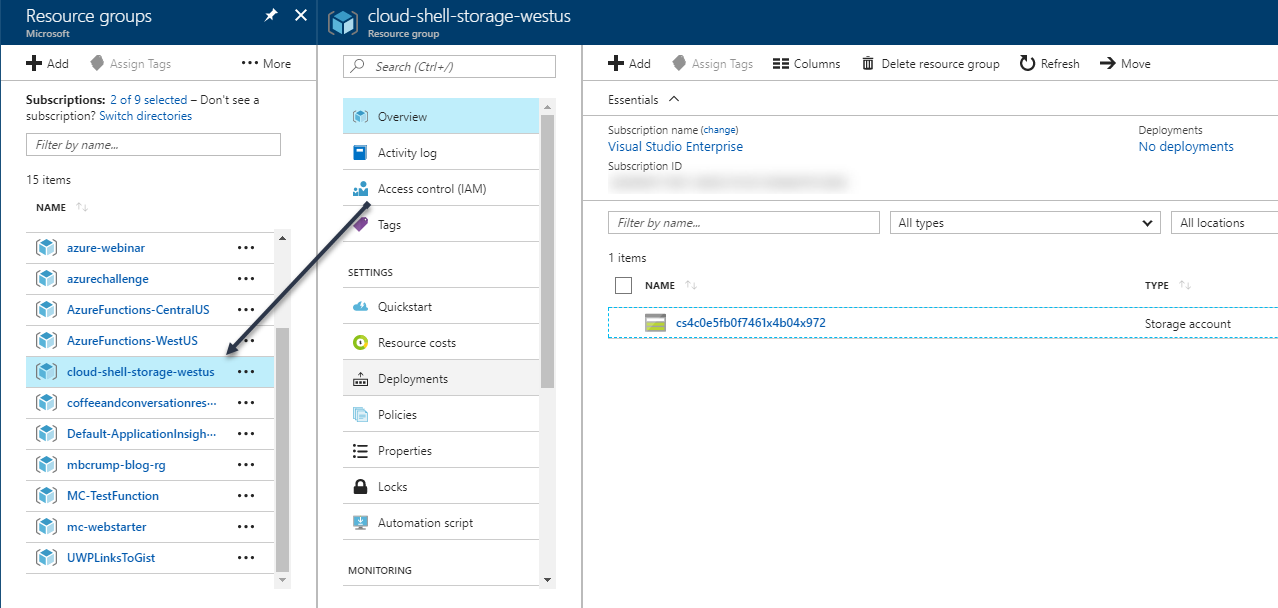 Resource groups
Microsoft
Add
Assign Tags
••• More
Subscriptions: 2 of 9 selected – Don't see a
subscription? Switch directories
Filter by name...
15 items
NAME
azure-webinar •••
azurechallenge •••
AzureFunctions-CentralUS •••
AzureFunctions-WestUS
cloud-shell-storage-westus •••
coffeeandconversationres··· •••
Default-ApplicationInsigh··· •••
mbcrump-blog-rg •••
MC-TestFunction •••
mc-webstarter •••
UWPLinksToGist •••
cloud-shell-storage-westus
Resource group
Search (Ctrl+/)
Overview
Activity log
Access control (IAM)
Tags
SETTINGS
Quickstart
Resource costs
Deployments
Policies
Properties
Locks
Automation script
MONITORING
Add
Assign Tags
Columns
Delete resource group
Refresh
Move
Essentials
Subscription name (change)
Visual Studio Enterprise
Subscription ID
Deployments
No deployments
Filter by name...
All types
All locations
1 items
NAME
TYPE
cs4c0e5fb0f7461x4b04x972
Storage account